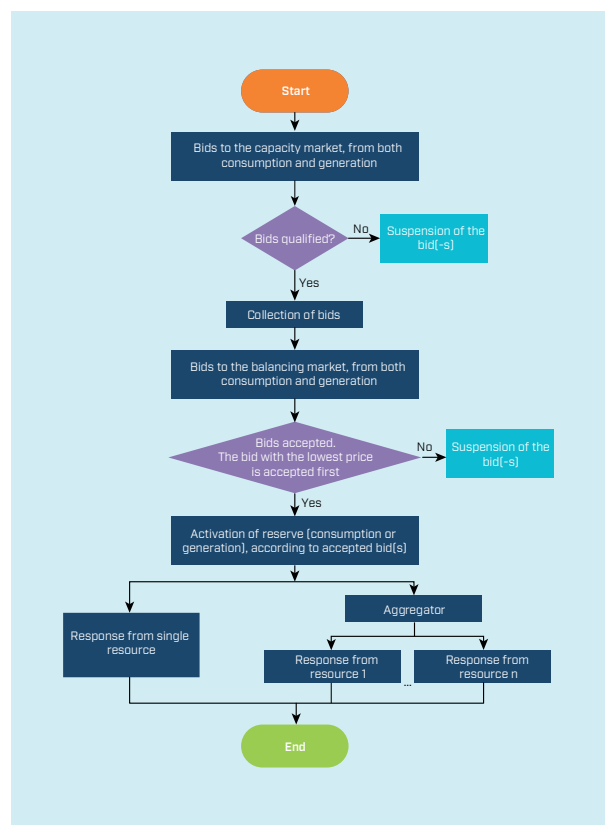 Start
Bids to the capacity market, from both
consumption and generation
Bids qualified?
No
Suspension of the
bid(-s)
Yes
Collection of bids
Bids to the balancing market, from both
consumption and generation
Bids accepted.
The bid with the lowest price
is accepted first
No
Suspension of the
bid(-s)
Yes
Activation of reserve (consumption or
generation), according to accepted bid(s)
Response from single
resource
Aggregator
Response from
resource 1
...
Response from
resource n
End